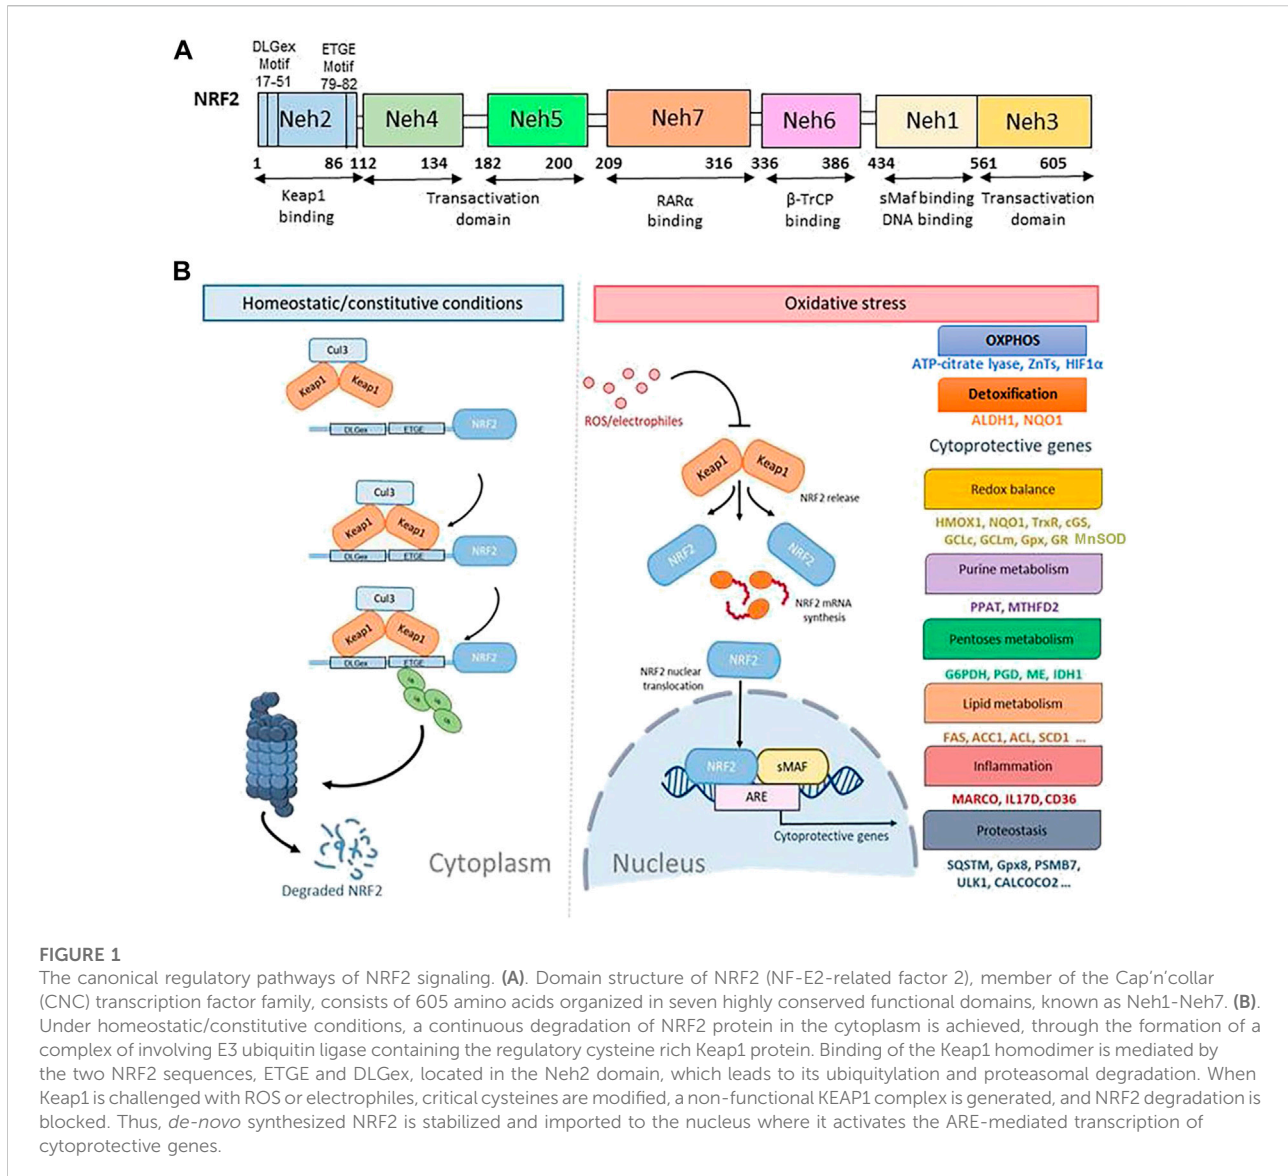 A
DLGex
Motif
17-51
ETGE
Motif
79-82
NRF2
Neh2
Neh4
Neh5
Neh7
Neh6
Neh1
Neh3
1 86 112 134 182 200 209 316 336 386 434 561 605
Keap1
binding
Transactivation
domain
RARα
binding
β-TrCP
binding
sMaf binding
DNA binding
Transactivation
domain
B
Homeostatic/constitutive conditions
Cul3
Keap1
Keap1
DLGex
ETGE
NRF2
Cul3
Keap1
Keap1
DLGex
ETGE
NRF2
Cul3
Keap1
Keap1
DLGex
ETGE
NRF2
Degraded NRF2
Cytoplasm
Oxidative stress
ROS/electrophiles
Keap1
Keap1
NRF2 release
NRF2
NRF2
NRF2 mRNA
synthesis
NRF2
NRF2 nuclear
translocation
NRF2
sMAF
ARE
Cytoprotective genes
Nucleus
OXPHOS
ATP-citrate lyase, ZnTs, HIF1α
Detoxification
ALDH1, NQO1
Cytoprotective genes
Redox balance
HMOX1, NQO1, TrxR, cGS,
GCLc, GCLm, Gpx, GR MnSOD
Purine metabolism
PPAT, MTHFD2
Pentoses metabolism
G6PDH, PGD, ME, IDH1
Lipid metabolism
FAS, ACC1, ACL, SCD1 ...
Inflammation
MARCO, IL17D, CD36
Proteostasis
SQSTM, Gpx8, PSMB7,
ULK1, CALCOCO2 ...
FIGURE 1
The canonical regulatory pathways of NRF2 signaling. (A). Domain structure of NRF2 (NF-E2-related factor 2), member of the Cap'n'collar
(CNC) transcription factor family, consists of 605 amino acids organized in seven highly conserved functional domains, known as Neh1-Neh7. (B).
Under homeostatic/constitutive conditions, a continuous degradation of NRF2 protein in the cytoplasm is achieved, through the formation of a
complex of involving E3 ubiquitin ligase containing the regulatory cysteine rich Keap1 protein. Binding of the Keap1 homodimer is mediated by
the two NRF2 sequences, ETGE and DLGex, located in the Neh2 domain, which leads to its ubiquitylation and proteasomal degradation. When
Keap1 is challenged with ROS or electrophiles, critical cysteines are modified, a non-functional KEAP1 complex is generated, and NRF2 degradation is
blocked. Thus, de-novo synthesized NRF2 is stabilized and imported to the nucleus where it activates the ARE-mediated transcription of
cytoprotective genes.